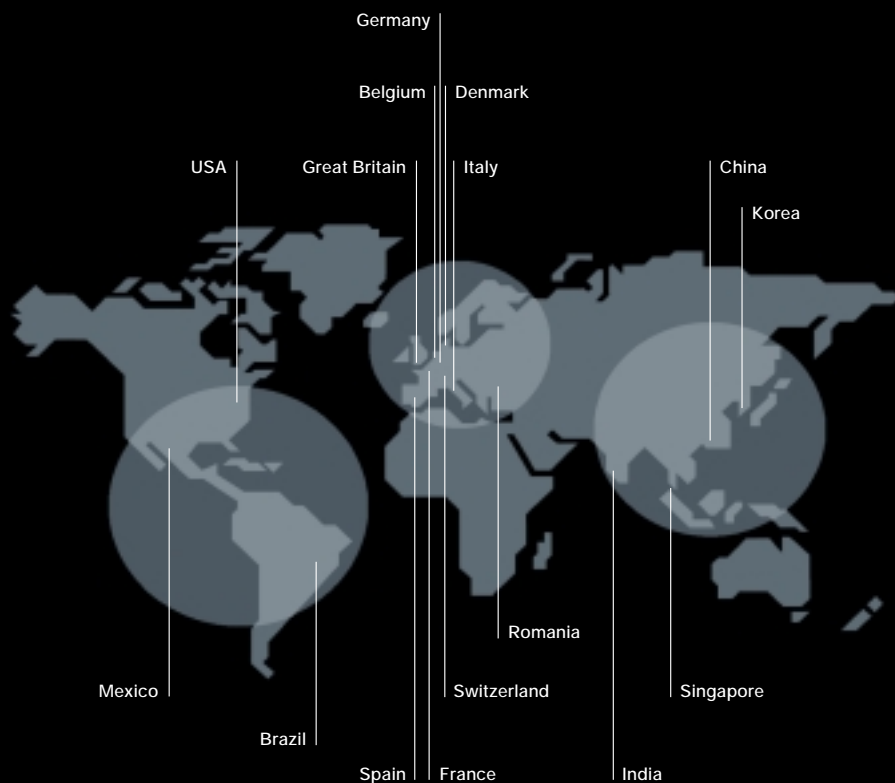 Germany
Belgium
Denmark
USA
Great Britain
Italy
China
Korea
Romania
Mexico
Switzerland
Singapore
Brazil
Spain
France
India